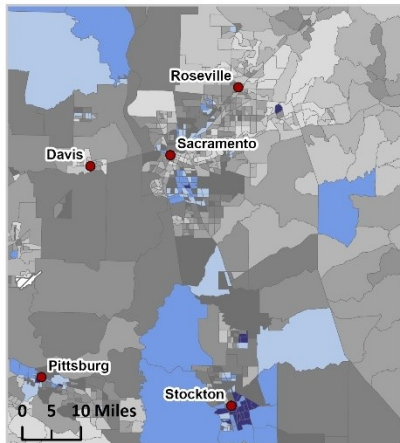 Roseville
Sacramento
Davis
Pittsburg
Stockton
0 5 10 Miles